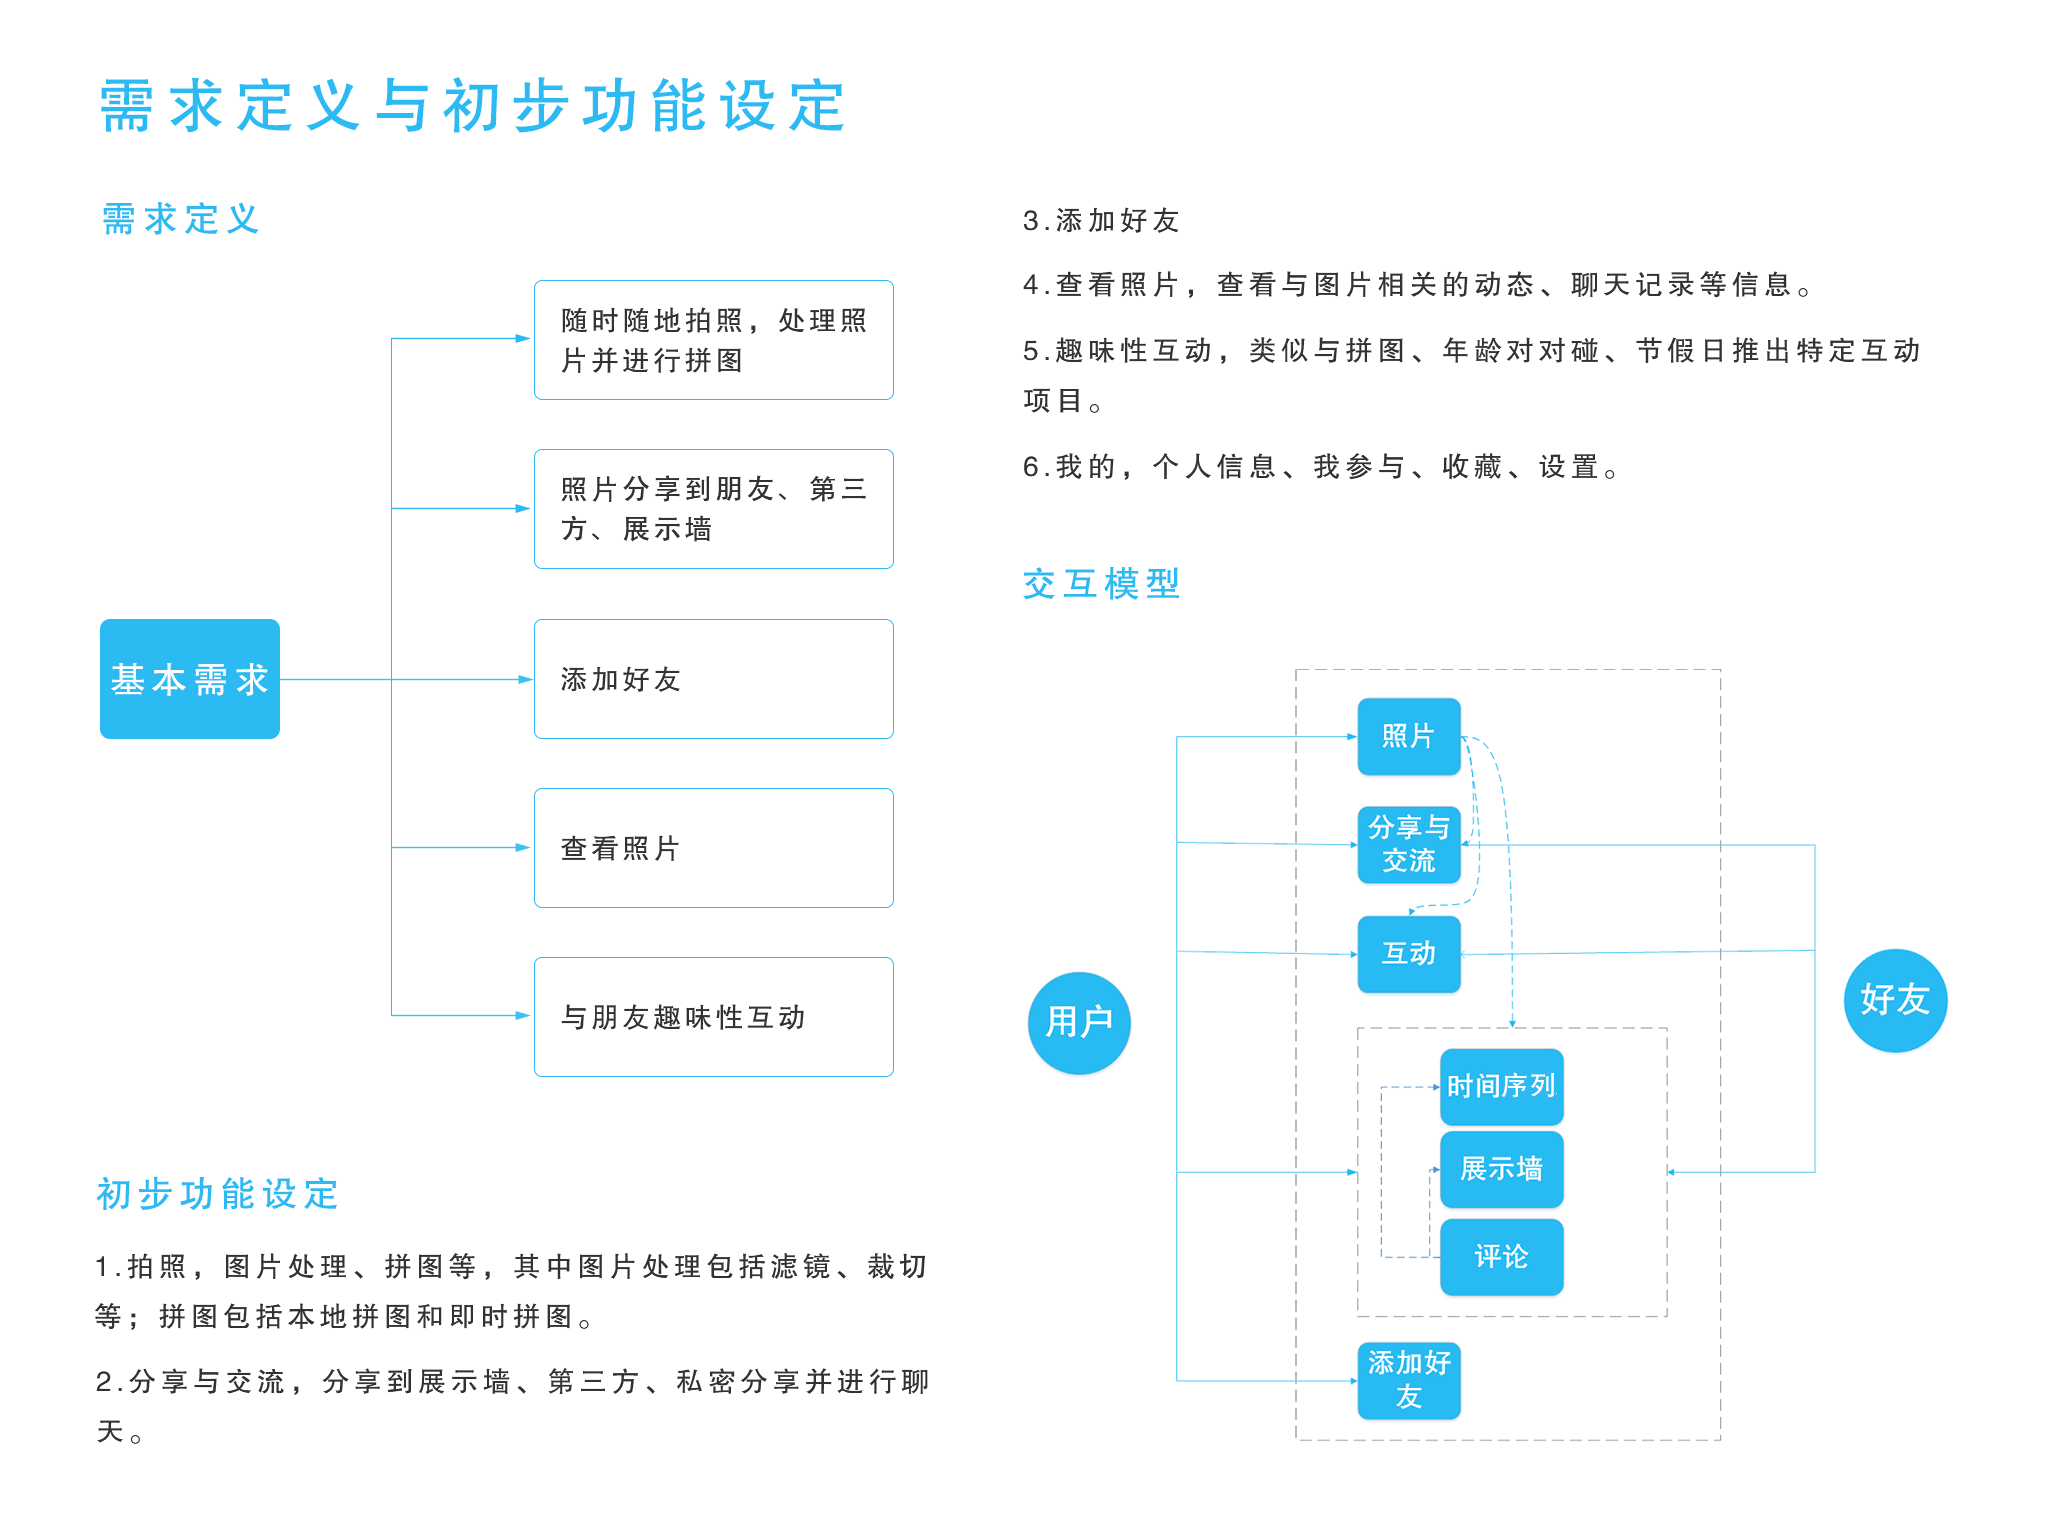 需求定义与初步功能设定
需求定义
基本需求
随时随地拍照，处理照
片并进行拼图
照片分享到朋友、第三
方、展示墙
添加好友
查看照片
与朋友趣味性互动
初步功能设定
1.拍照，图片处理、拼图等，其中图片处理包括滤镜、裁切
等；拼图包括本地拼图和即时拼图。
2.分享与交流，分享到展示墙、第三方、私密分享并进行聊
天。
3.添加好友
4.查看照片，查看与图片相关的动态、聊天记录等信息。
5.趣味性互动，类似与拼图、年龄对对碰、节假日推出特定互动
项目。
6.我的，个人信息、我参与、收藏、设置。
交互模型
用户
照片
分享与
交流
互动
时间序列
展示墙
评论
添加好
友
好友